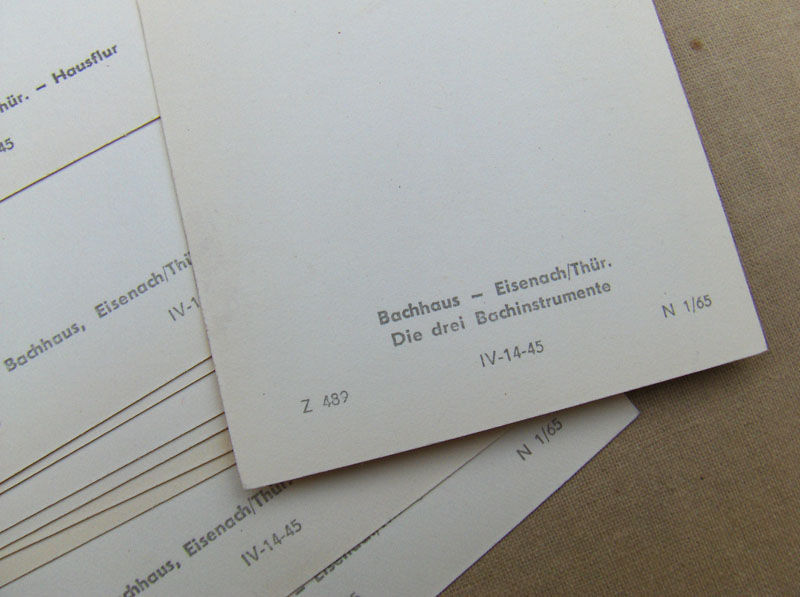 Thür. – Hausflur
45
Bachhaus, Eisenach/Thür
IV-1
Bachhaus – Eisenach/Thür.
Die drei Bachinstrumente
IV-14-45
N 1/65
Z 489
N 1/65
chhaus, Eisenach/Thür.
IV-14-45
– Eisenach/